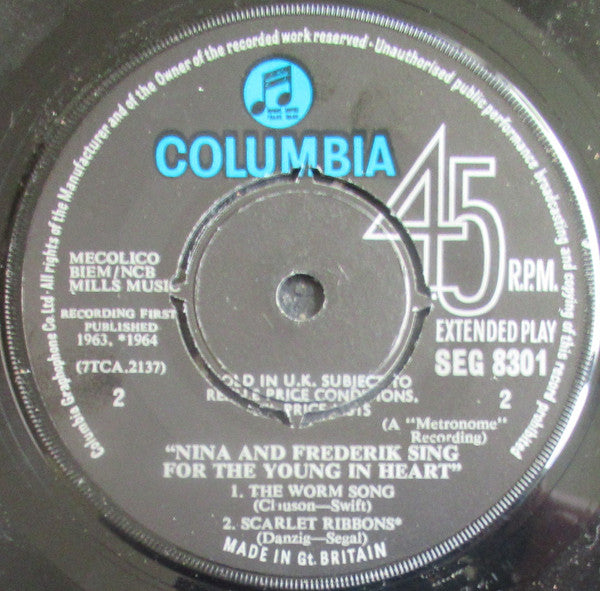 Columbia Graphophone Co. Ltd · All rights of the Manufacturer and of the Owner of the recorded work reserved · Unauthorised public performance broadcasting and copying of this record prohibited
COLUMBIA
45
R.P.M.
EXTENDED PLAY
SEG 8301
MECOLICO
BIEM/NCB
MILLS MUSIC
RECORDING FIRST
PUBLISHED
1963, *1964
(7TCA.2137)
2
2
SOLD IN U.K. SUBJECT TO
PRICE CONDITIONS,
(A "Metronome"
Recording)
"NINA AND FREDERIK SING
FOR THE YOUNG IN HEART"
1. THE WORM SONG
(Clauson—Swift)
2. SCARLET RIBBONS*
(Danzig—Segal)
MADE IN Gt. BRITAIN